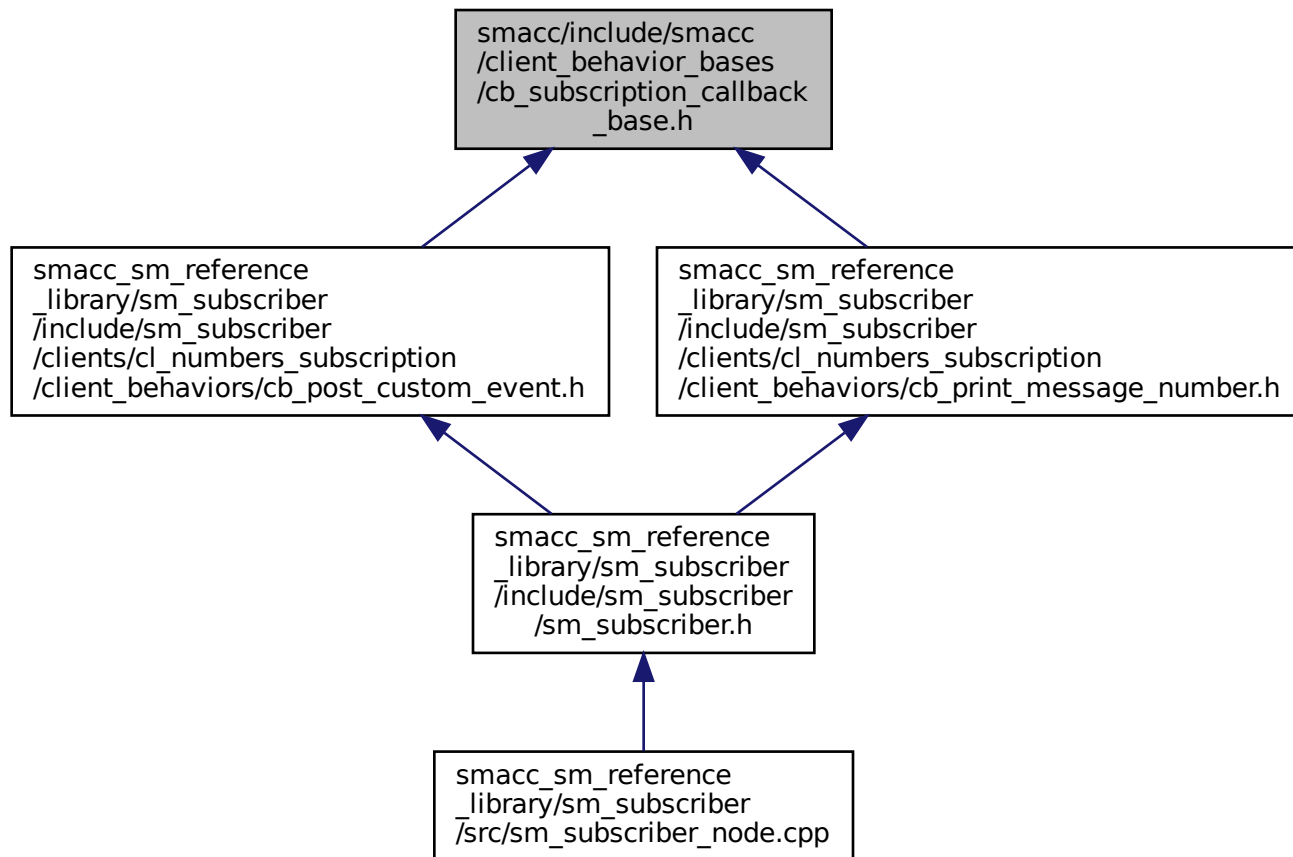 smacc/include/smacc
/client_behavior_bases
/cb_subscription_callback
_base.h
smacc_sm_reference
_library/sm_subscriber
/include/sm_subscriber
/clients/cl_numbers_subscription
/client_behaviors/cb_post_custom_event.h
smacc_sm_reference
_library/sm_subscriber
/include/sm_subscriber
/clients/cl_numbers_subscription
/client_behaviors/cb_print_message_number.h
smacc_sm_reference
_library/sm_subscriber
/include/sm_subscriber
/sm_subscriber.h
smacc_sm_reference
_library/sm_subscriber
/src/sm_subscriber_node.cpp